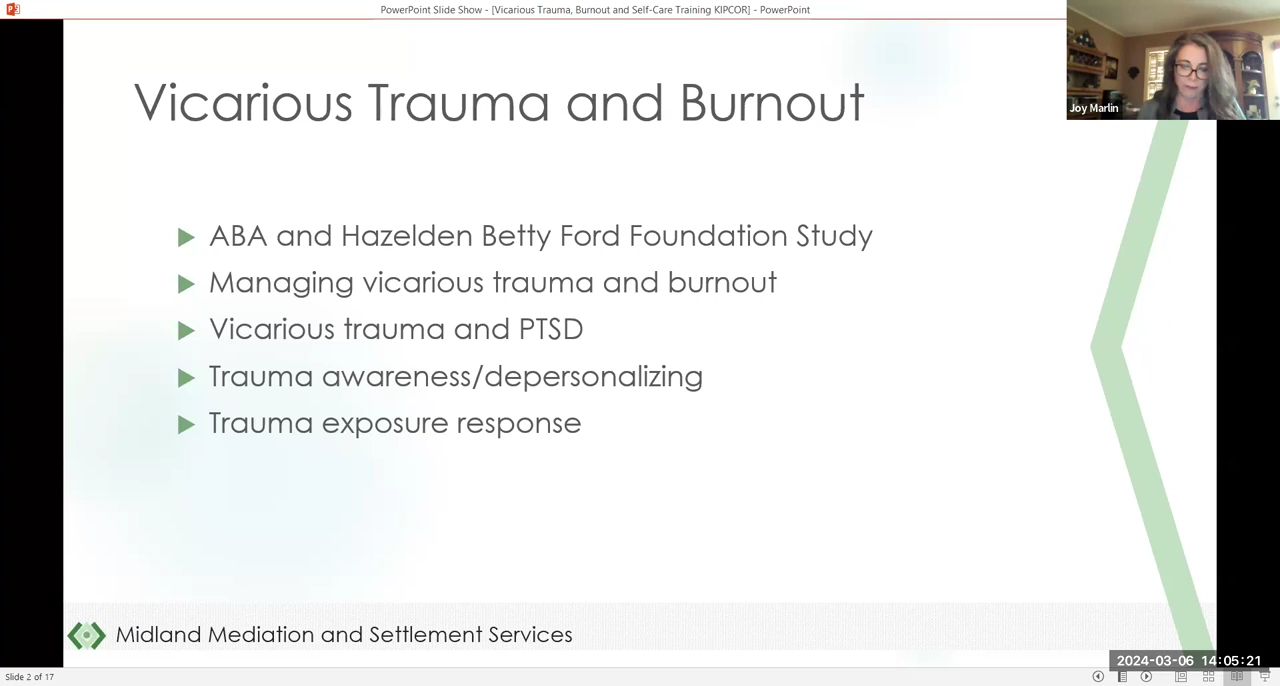 PowerPoint Slide Show - [Vicarious Trauma, Burnout and Self-Care Training KIPCOR] - PowerPoint
Joy Marlin
Vicarious Trauma and Burnout
ABA and Hazelden Betty Ford Foundation Study
Managing vicarious trauma and burnout
Vicarious trauma and PTSD
Trauma awareness/depersonalizing
Trauma exposure response
Midland Mediation and Settlement Services
2024-03-06 14:05:21
Slide 2 of 17